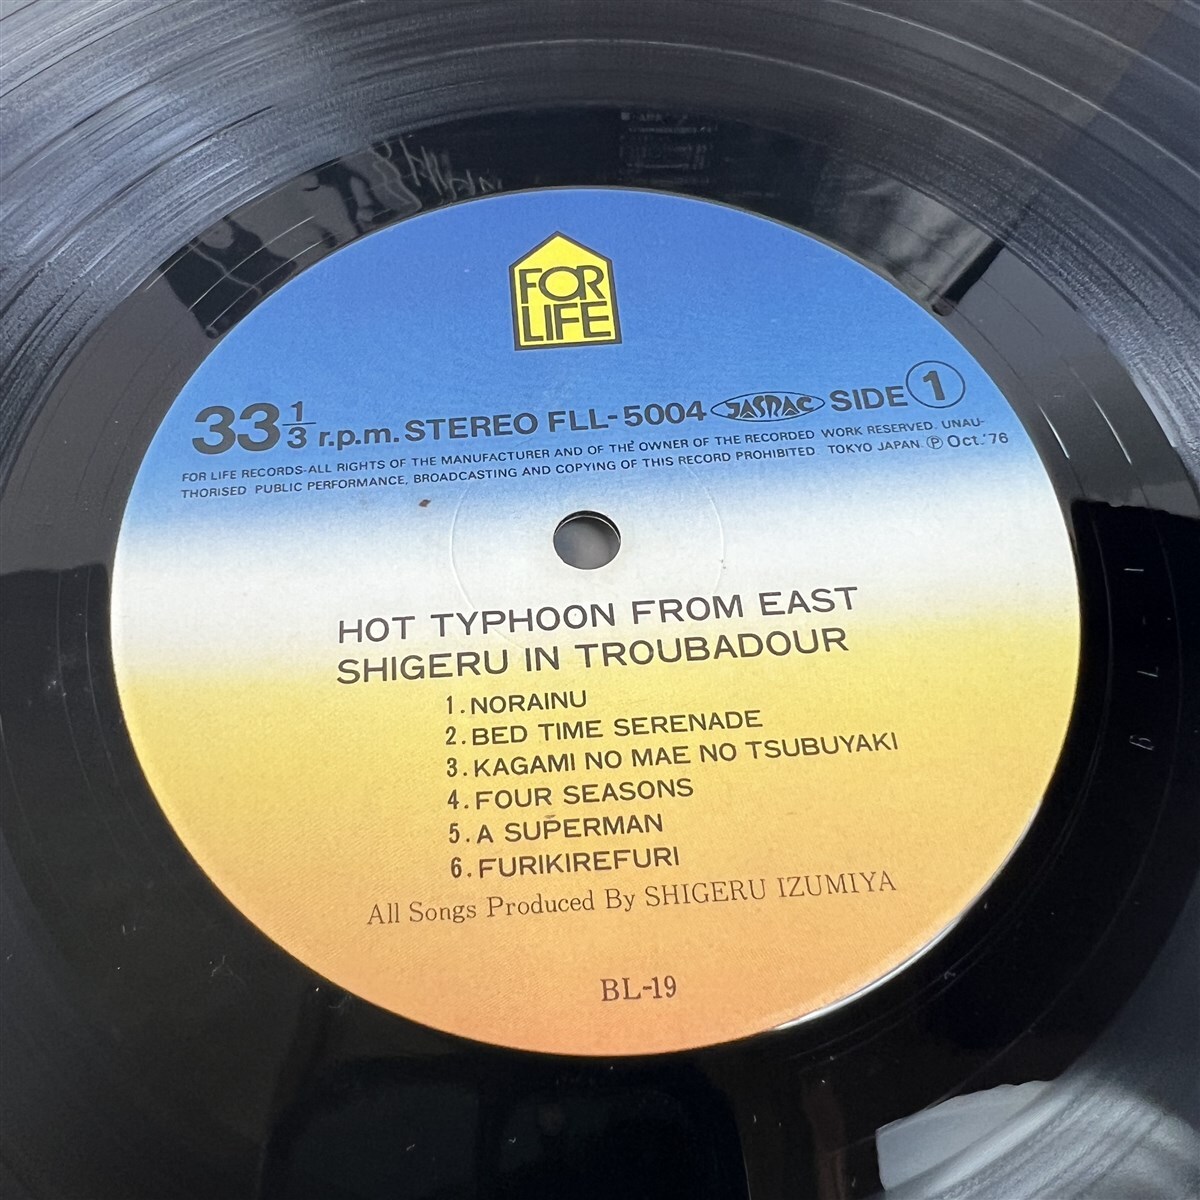 FOR
LIFE
33 1/3 r.p.m. STEREO FLL-5004 JASRAC SIDE 1
FOR LIFE RECORDS-ALL RIGHTS OF THE MANUFACTURER AND OF THE OWNER OF THE RECORDED WORK RESERVED. UNAU-
THORISED PUBLIC PERFORMANCE, BROADCASTING AND COPYING OF THIS RECORD PROHIBITED TOKYO JAPAN Ⓟ Oct.'76
HOT TYPHOON FROM EAST
SHIGERU IN TROUBADOUR
1. NORAINU
2. BED TIME SERENADE
3. KAGAMI NO MAE NO TSUBUYAKI
4. FOUR SEASONS
5. A SUPERMAN
6. FURIKIREFURI
All Songs Produced By SHIGERU IZUMIYA
BL-19